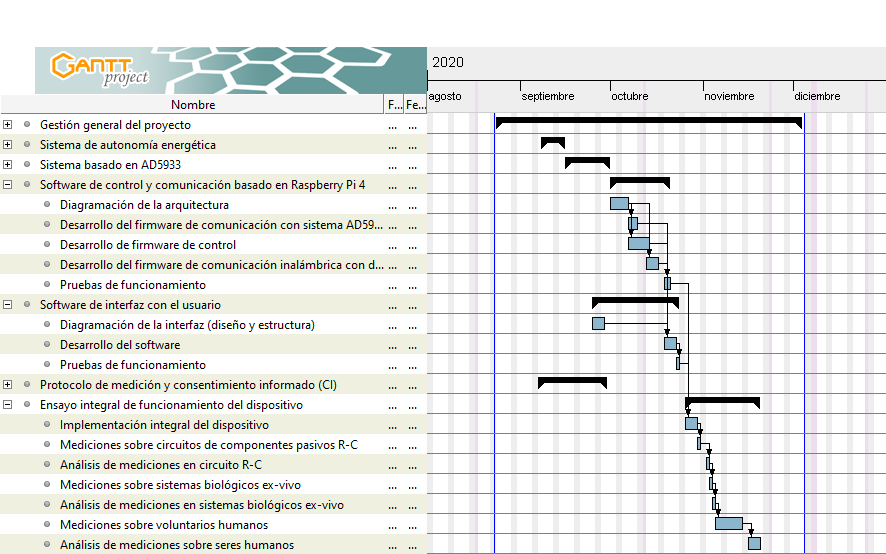 GANTT
project
2020
agosto septiembre octubre noviembre diciembre
Nombre F... Fe...
Gestión general del proyecto ... ...
Sistema de autonomía energética ... ...
Sistema basado en AD5933 ... ...
Software de control y comunicación basado en Raspberry Pi 4 ... ...
Diagramación de la arquitectura ... ...
Desarrollo del firmware de comunicación con sistema AD59... ... ...
Desarrollo de firmware de control ... ...
Desarrollo del firmware de comunicación inalámbrica con d... ... ...
Pruebas de funcionamiento ... ...
Software de interfaz con el usuario ... ...
Diagramación de la interfaz (diseño y estructura) ... ...
Desarrollo del software ... ...
Pruebas de funcionamiento ... ...
Protocolo de medición y consentimiento informado (CI) ... ...
Ensayo integral de funcionamiento del dispositivo ... ...
Implementación integral del dispositivo ... ...
Mediciones sobre circuitos de componentes pasivos R-C ... ...
Análisis de mediciones en circuito R-C ... ...
Mediciones sobre sistemas biológicos ex-vivo ... ...
Análisis de mediciones en sistemas biológicos ex-vivo ... ...
Mediciones sobre voluntarios humanos ... ...
Análisis de mediciones sobre seres humanos ... ...